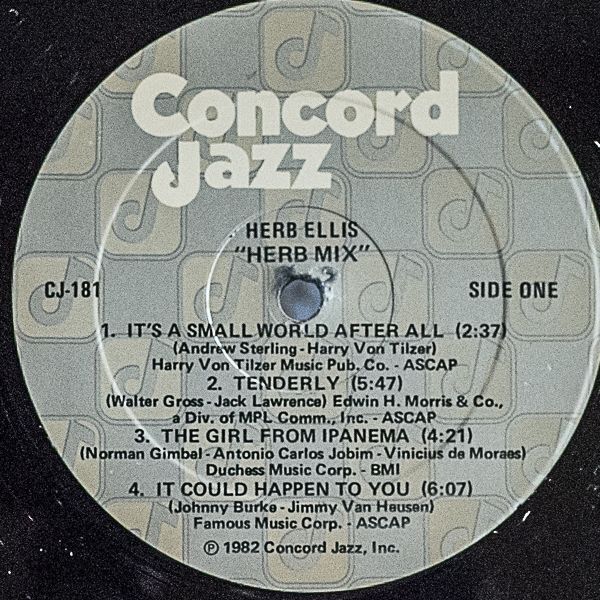 Concord
Jazz
HERB ELLIS
"HERB MIX"
CJ-181
SIDE ONE
1. IT'S A SMALL WORLD AFTER ALL (2:37)
(Andrew Sterling - Harry Von Tilzer)
Harry Von Tilzer Music Pub. Co. - ASCAP
2. TENDERLY (5:47)
(Walter Gross - Jack Lawrence) Edwin H. Morris & Co.,
a Div. of MPL Comm., Inc. - ASCAP
3. THE GIRL FROM IPANEMA (4:21)
(Norman Gimbel - Antonio Carlos Jobim - Vinicius de Moraes)
Duchess Music Corp. - BMI
4. IT COULD HAPPEN TO YOU (6:07)
(Johnny Burke - Jimmy Van Heusen)
Famous Music Corp. - ASCAP
℗ 1982 Concord Jazz, Inc.